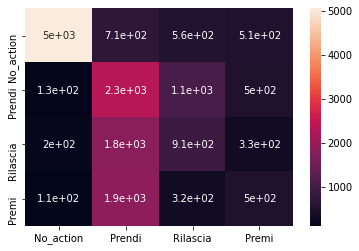 No_action
5e+03 7.1e+02 5.6e+02 5.1e+02
5000
4000
Prendi
1.3e+02 2.3e+03 1.1e+03 5e+02
3000
Rilascia
2e+02 1.8e+03 9.1e+02 3.3e+02
2000
Premi
1.1e+02 1.9e+03 3.2e+02 5e+02
1000
No_action Prendi Rilascia Premi